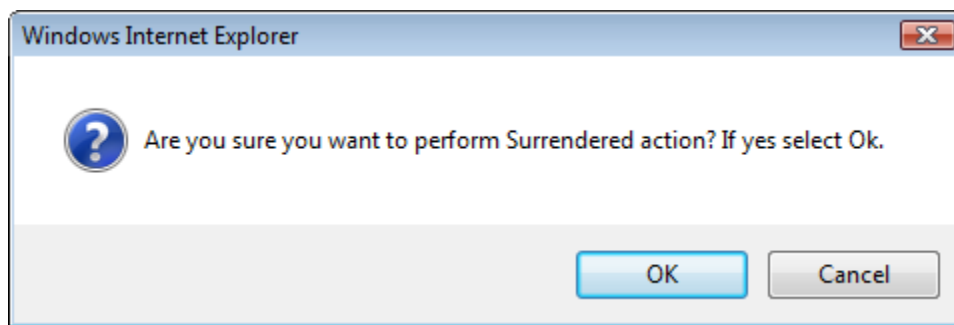 Windows Internet Explorer
Are you sure you want to perform Surrendered action? If yes select Ok.
OK
Cancel